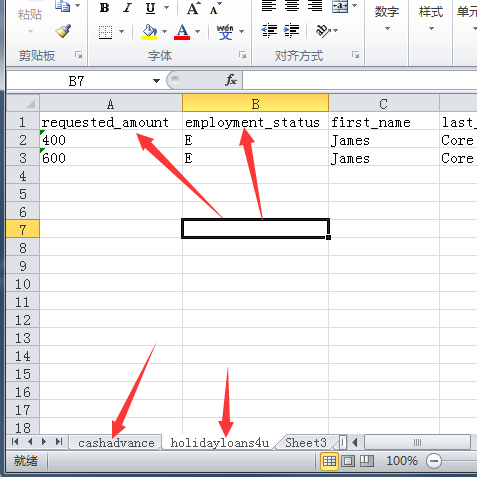 粘贴
B I U
A A
wén
文
数字 样式 单元
剪贴板 字体 对齐方式
B7 fx
A B C
1 requested_amount employment_status first_name last_
2 400 E James Core
3 600 E James Core
4
5
6
7
8
9
10
11
12
13
14
15
16
17
18
cashadvance holidayloans4u Sheet3
就绪 100%